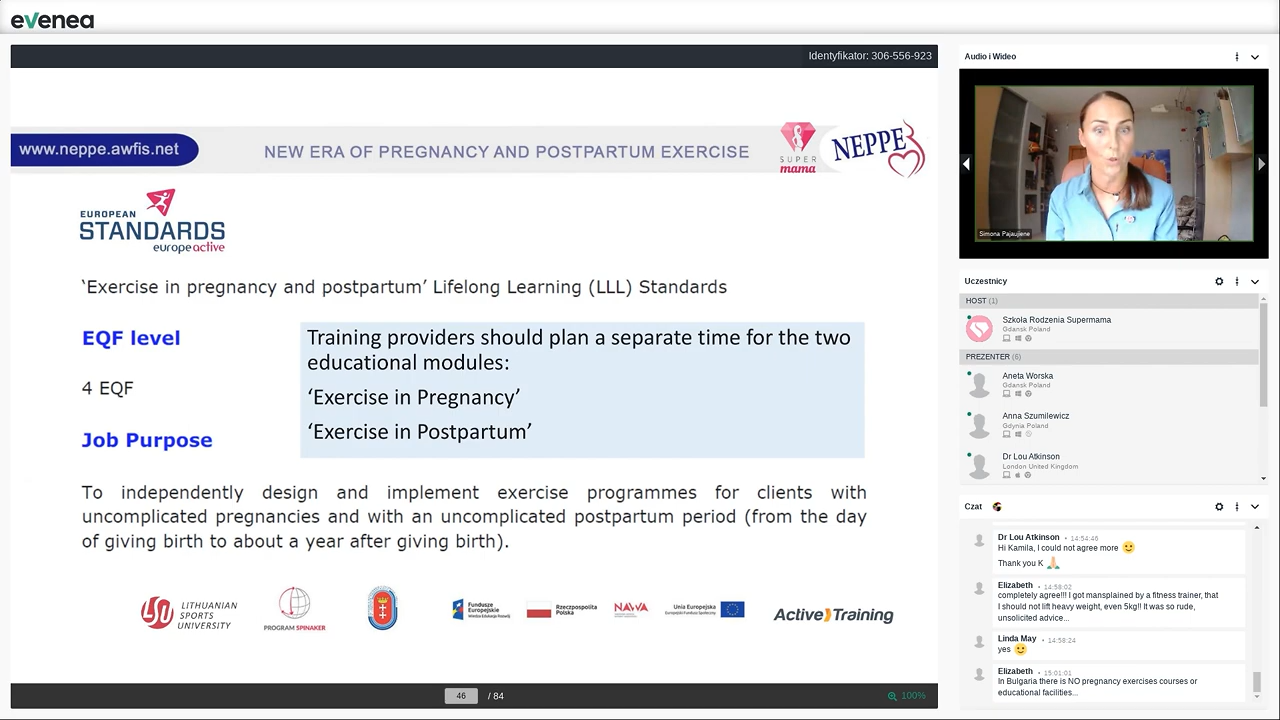 evenea
Identyfikator: 306-556-923
www.neppe.awfis.net
NEW ERA OF PREGNANCY AND POSTPARTUM EXERCISE
SUPER
mama
NEPPE
EUROPEAN
STANDARDS
europeactive
‘Exercise in pregnancy and postpartum’ Lifelong Learning (LLL) Standards
EQF level
4 EQF
Job Purpose
Training providers should plan a separate time for the two
educational modules:
‘Exercise in Pregnancy’
‘Exercise in Postpartum’
To independently design and implement exercise programmes for clients with
uncomplicated pregnancies and with an uncomplicated postpartum period (from the day
of giving birth to about a year after giving birth).
LITHUANIAN
SPORTS
UNIVERSITY
PROGRAM SPINAKER
Fundusze
Europejskie
Wiedza Edukacja Rozwój
Rzeczpospolita
Polska
NAWA
Unia Europejska
Europejski Fundusz Społeczny
Active Training
46 / 84
100%
Audio i Wideo
Simona Pajaujiene
Uczestnicy
HOST (1)
Szkoła Rodzenia Supermama
Gdansk Poland
PREZENTER (6)
Aneta Worska
Gdansk Poland
Anna Szumilewicz
Gdynia Poland
Dr Lou Atkinson
London United Kingdom
Czat
Dr Lou Atkinson • 14:54:46
Hi Kamila, I could not agree more 🙂
Thank you K 🙏🏼
Elizabeth • 14:58:02
completely agree!!! I got mansplained by a fitness trainer, that
I should not lift heavy weight, even 5kg!! It was so rude,
unsolicited advice...
Linda May • 14:58:24
yes 🙂
Elizabeth • 15:01:01
In Bulgaria there is NO pregnancy exercises courses or
educational facilities...